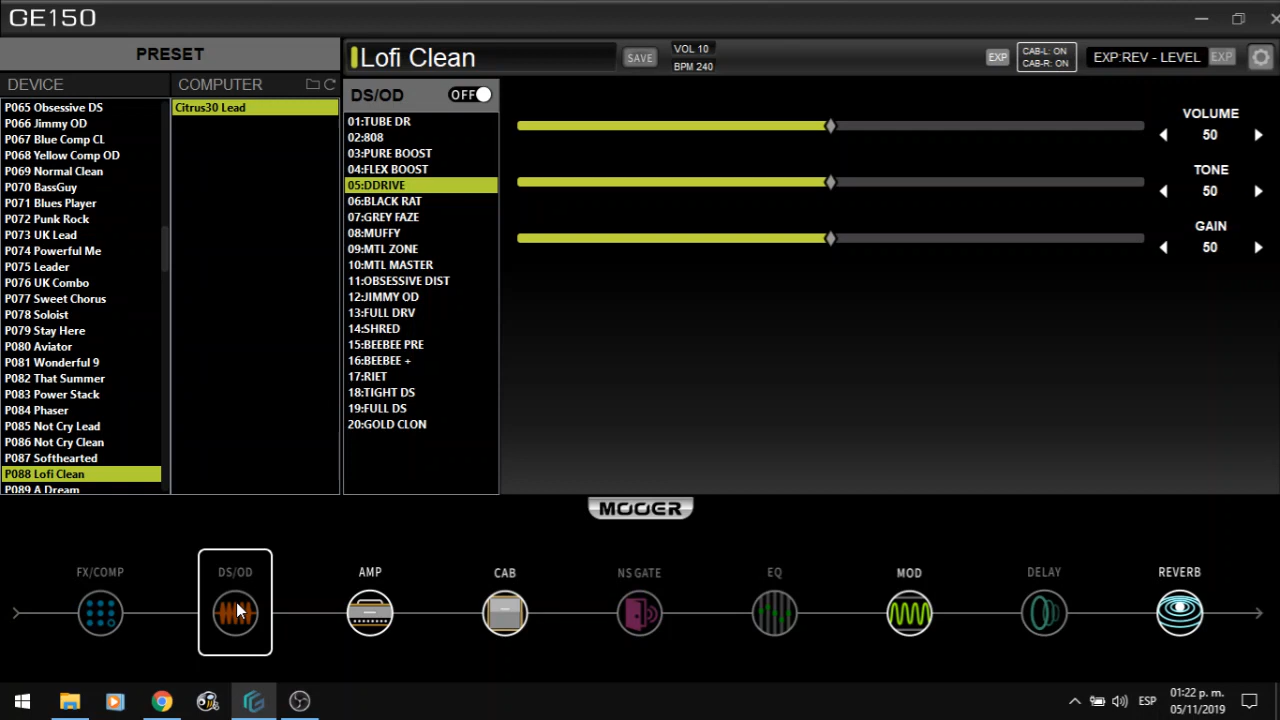 GE150
PRESET
DEVICE
COMPUTER
P065 Obsessive DS
P066 Jimmy OD
P067 Blue Comp CL
P068 Yellow Comp OD
P069 Normal Clean
P070 BassGuy
P071 Blues Player
P072 Punk Rock
P073 UK Lead
P074 Powerful Me
P075 Leader
P076 UK Combo
P077 Sweet Chorus
P078 Soloist
P079 Stay Here
P080 Aviator
P081 Wonderful 9
P082 That Summer
P083 Power Stack
P084 Phaser
P085 Not Cry Lead
P086 Not Cry Clean
P087 Softhearted
P088 Lofi Clean
P089 A Dream
Citrus30 Lead
Lofi Clean
SAVE
VOL 10
BPM 240
EXP
CAB-L: ON
CAB-R: ON
EXP:REV - LEVEL
EXP
DS/OD
OFF
01:TUBE DR
02:808
03:PURE BOOST
04:FLEX BOOST
05:DDRIVE
06:BLACK RAT
07:GREY FAZE
08:MUFFY
09:MTL ZONE
10:MTL MASTER
11:OBSESSIVE DIST
12:JIMMY OD
13:FULL DRV
14:SHRED
15:BEEBEE PRE
16:BEEBEE +
17:RIET
18:TIGHT DS
19:FULL DS
20:GOLD CLON
VOLUME
50
TONE
50
GAIN
50
MOOER
FX/COMP
DS/OD
AMP
CAB
NS GATE
EQ
MOD
DELAY
REVERB
ESP
01:22 p. m.
05/11/2019